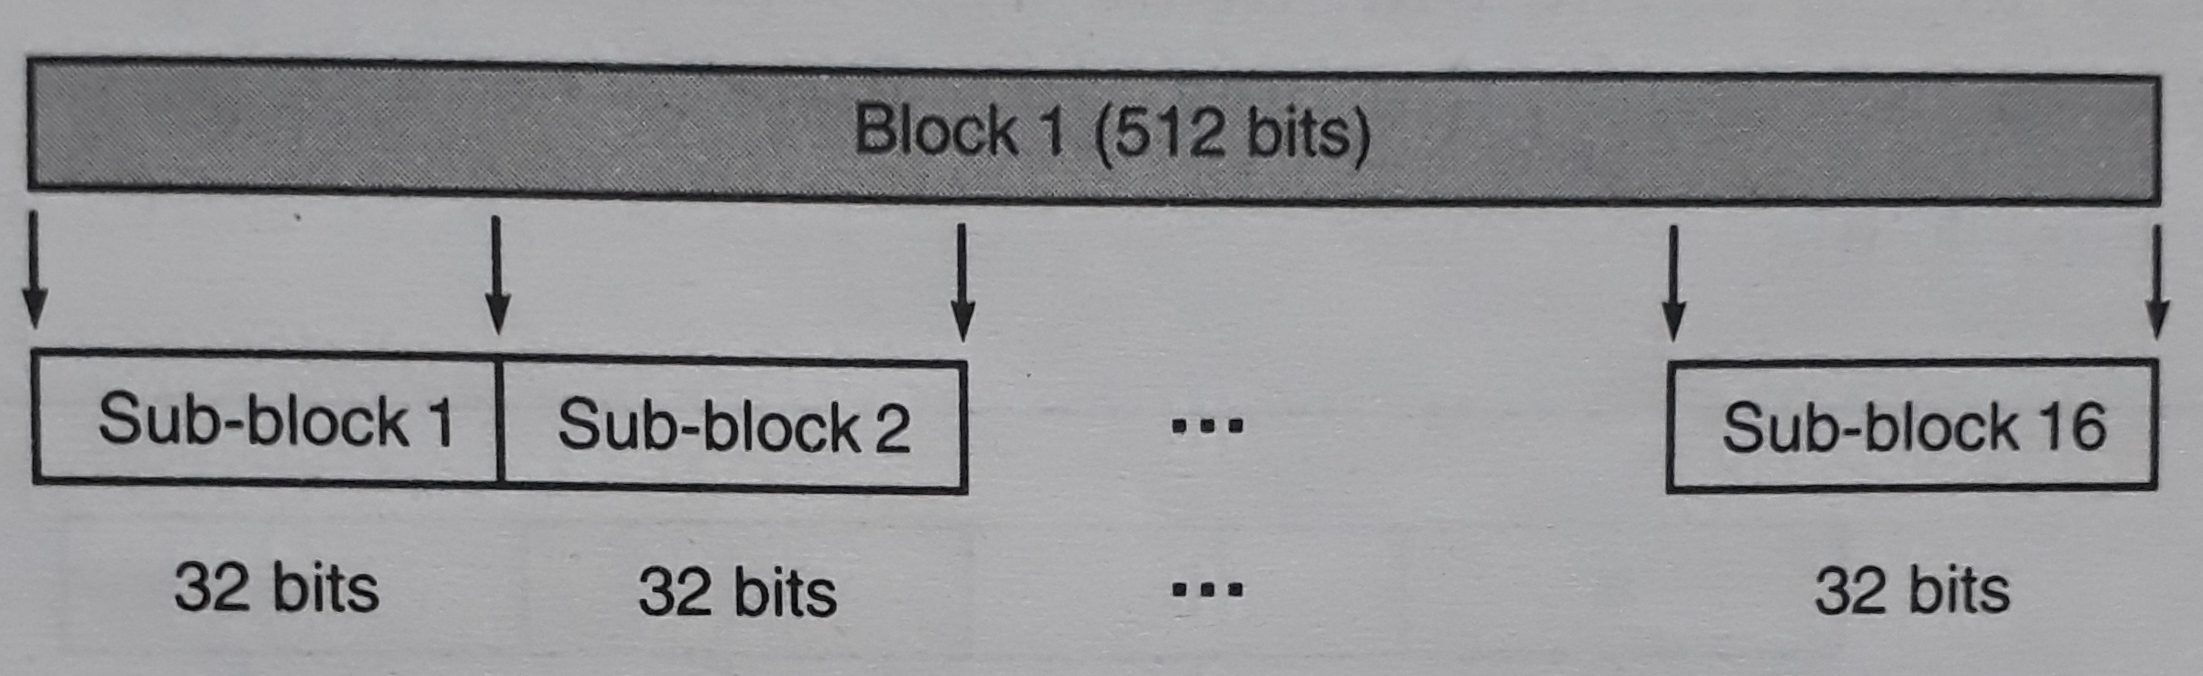 Block 1 (512 bits)
Sub-block 1 Sub-block 2 ... Sub-block 16
32 bits 32 bits ... 32 bits